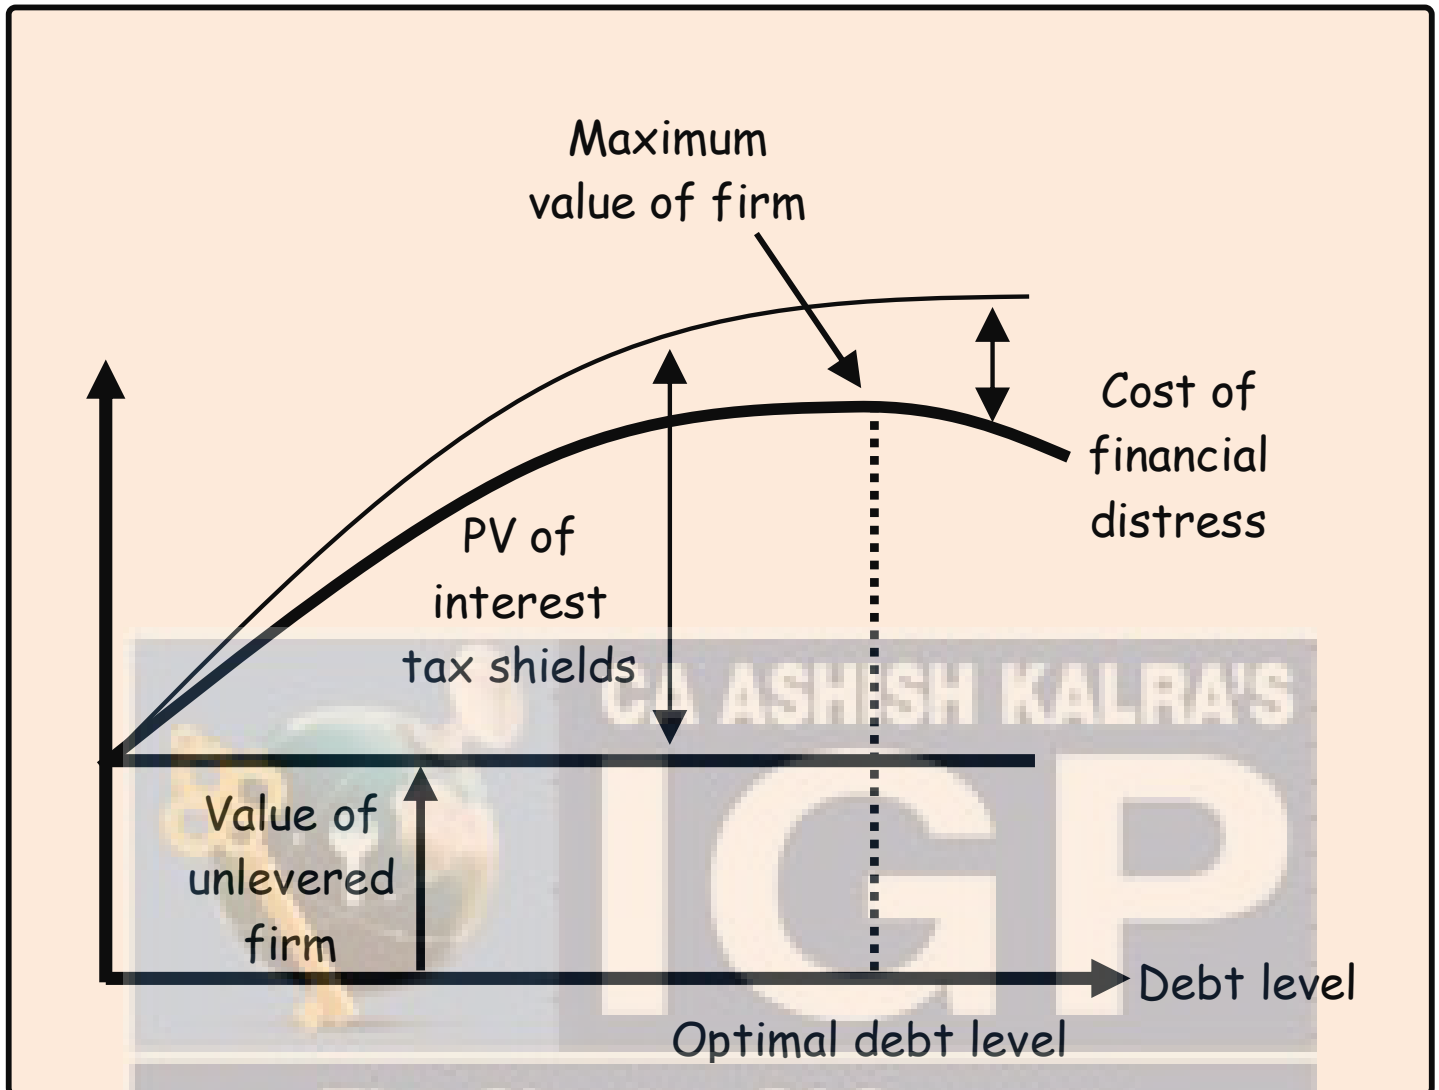 Maximum
value of firm
Cost of
financial
distress
PV of
interest
tax shields
CA ASHISH KALRA'S
IGP
Value of
unlevered
firm
Debt level
Optimal debt level